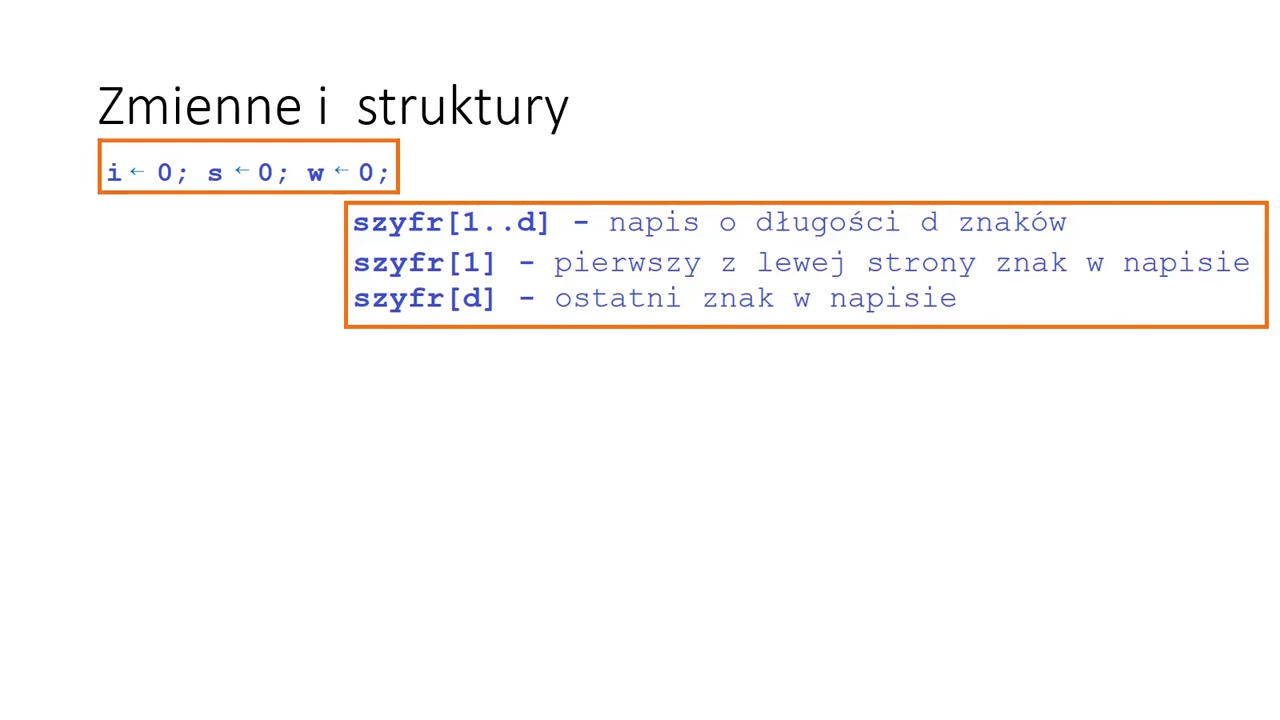 Zmienne i struktury
i ← 0; s ← 0; w ← 0;
szyfr[1..d] - napis o długości d znaków
szyfr[1] - pierwszy z lewej strony znak w napisie
szyfr[d] - ostatni znak w napisie